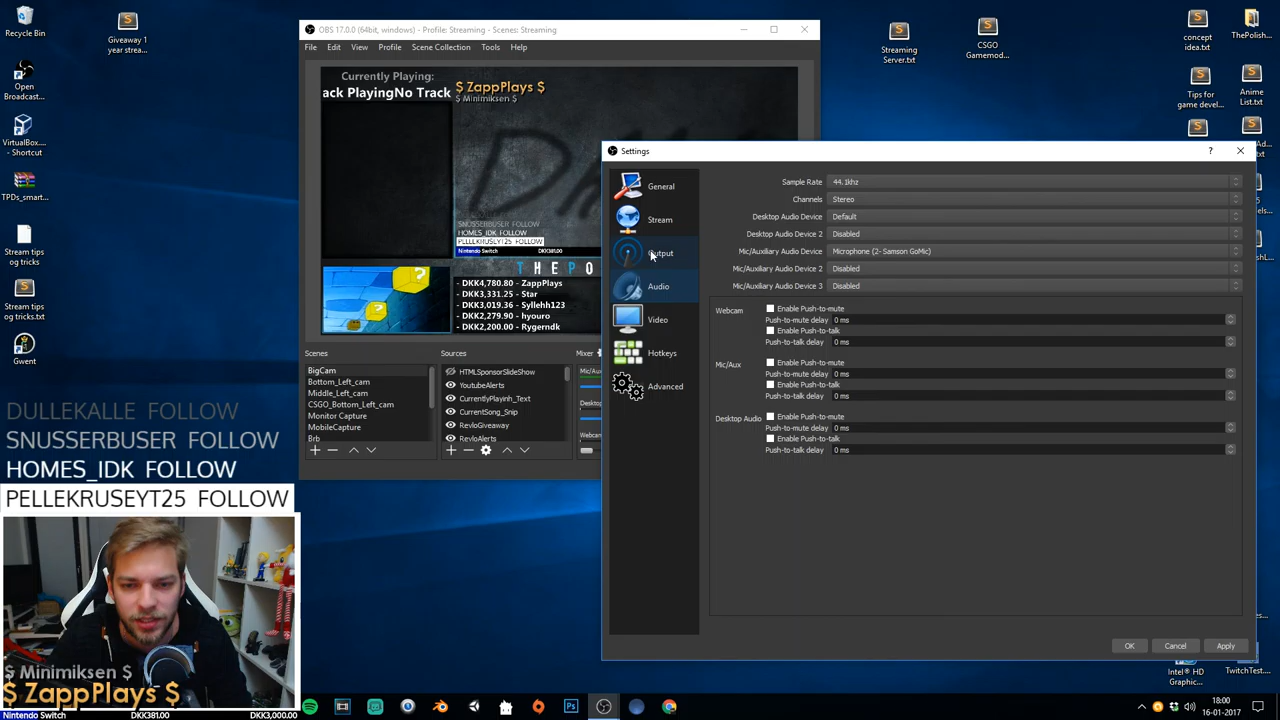 Recycle Bin
Giveaway 1
year strea...
Open
Broadcast...
VirtualBox...
- Shortcut
TPDs_smart...
Stream tips
og tricks
Stream tips
og tricks.txt
Gwent
OBS 17.0.0 (64bit, windows) - Profile: Streaming - Scenes: Streaming
File Edit View Profile Scene Collection Tools Help
Currently Playing:
ack PlayingNo Track
$ ZappPlays $
$ Minimiksen $
SNUSSERBUSER FOLLOW
HOMES_IDK FOLLOW
PELLEKRUSEYT25 FOLLOW
Nintendo Switch DKK381.00
THEPO
- DKK4,780.80 - ZappPlays
- DKK3,331.25 - Star
- DKK3,019.36 - Syllehh123
- DKK2,279.90 - hyouro
- DKK2,200.00 - Rygerndk
Scenes
BigCam
Bottom_Left_cam
Middle_Left_cam
CSGO_Bottom_Left_cam
Monitor Capture
MobileCapture
Brb
Sources
HTMLSponsorSlideShow
YoutubeAlerts
CurrentlyPlayinh_Text
CurrentSong_Snip
RevloGiveaway
RevloAlerts
Mixer
Mic/Au
Desktop
Webcam
Streaming
Server.txt
CSGO
Gamemod...
concept
idea.txt
ThePolish...
Tips for
game devel...
Anime
List.txt
Settings
General
Stream
Output
Audio
Video
Hotkeys
Advanced
Sample Rate 44.1khz
Channels Stereo
Desktop Audio Device Default
Desktop Audio Device 2 Disabled
Mic/Auxiliary Audio Device Microphone (2- Samson GoMic)
Mic/Auxiliary Audio Device 2 Disabled
Mic/Auxiliary Audio Device 3 Disabled
Webcam
Enable Push-to-mute
Push-to-mute delay 0 ms
Enable Push-to-talk
Push-to-talk delay 0 ms
Mic/Aux
Enable Push-to-mute
Push-to-mute delay 0 ms
Enable Push-to-talk
Push-to-talk delay 0 ms
Desktop Audio
Enable Push-to-mute
Push-to-mute delay 0 ms
Enable Push-to-talk
Push-to-talk delay 0 ms
OK Cancel Apply
DULLEKALLE FOLLOW
SNUSSERBUSER FOLLOW
HOMES_IDK FOLLOW
PELLEKRUSEYT25 FOLLOW
$ Minimiksen $
$ ZappPlays $
Nintendo Switch DKK381.00 DKK3,000.00
Intel® HD
Graphic...
TwitchTest...
18:00
16-01-2017